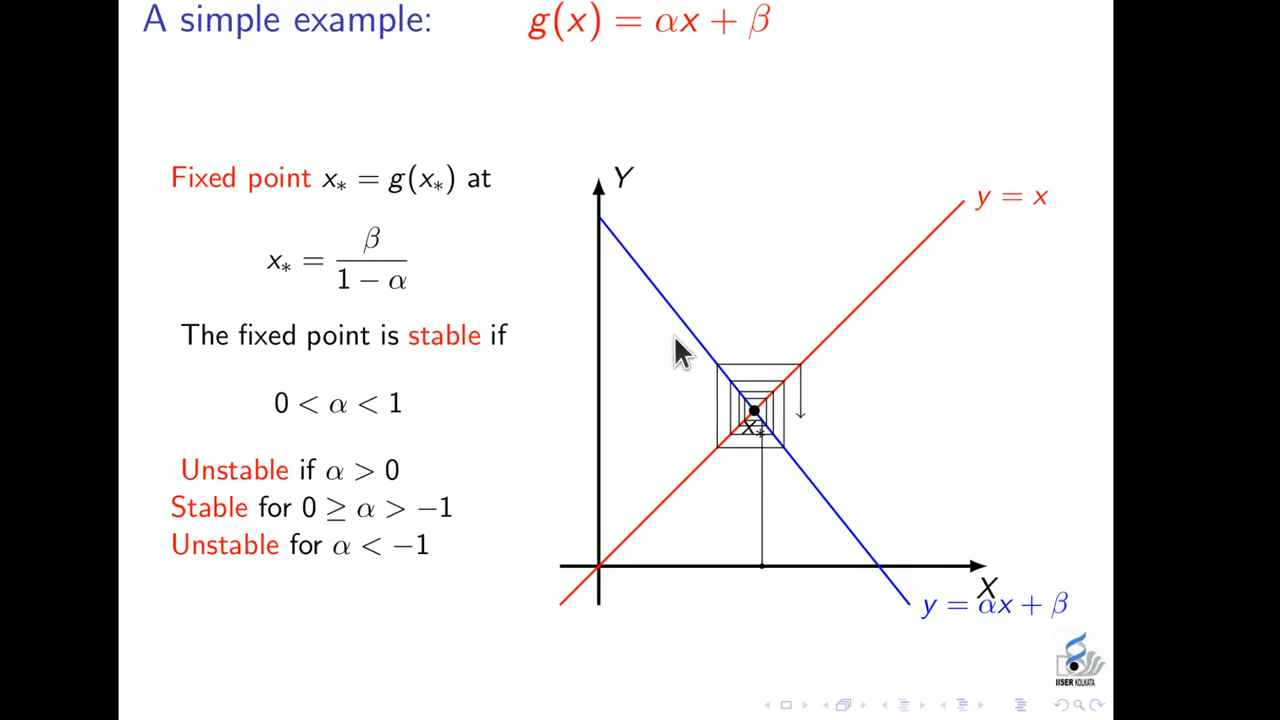 A simple example: g(x) = αx + β
Fixed point x* = g(x*) at
x* = β / (1 − α)
The fixed point is stable if
0 < α < 1
Unstable if α > 0
Stable for 0 ≥ α > −1
Unstable for α < −1
Y
y = x
x*
X
y = αx + β
IISER KOLKATA